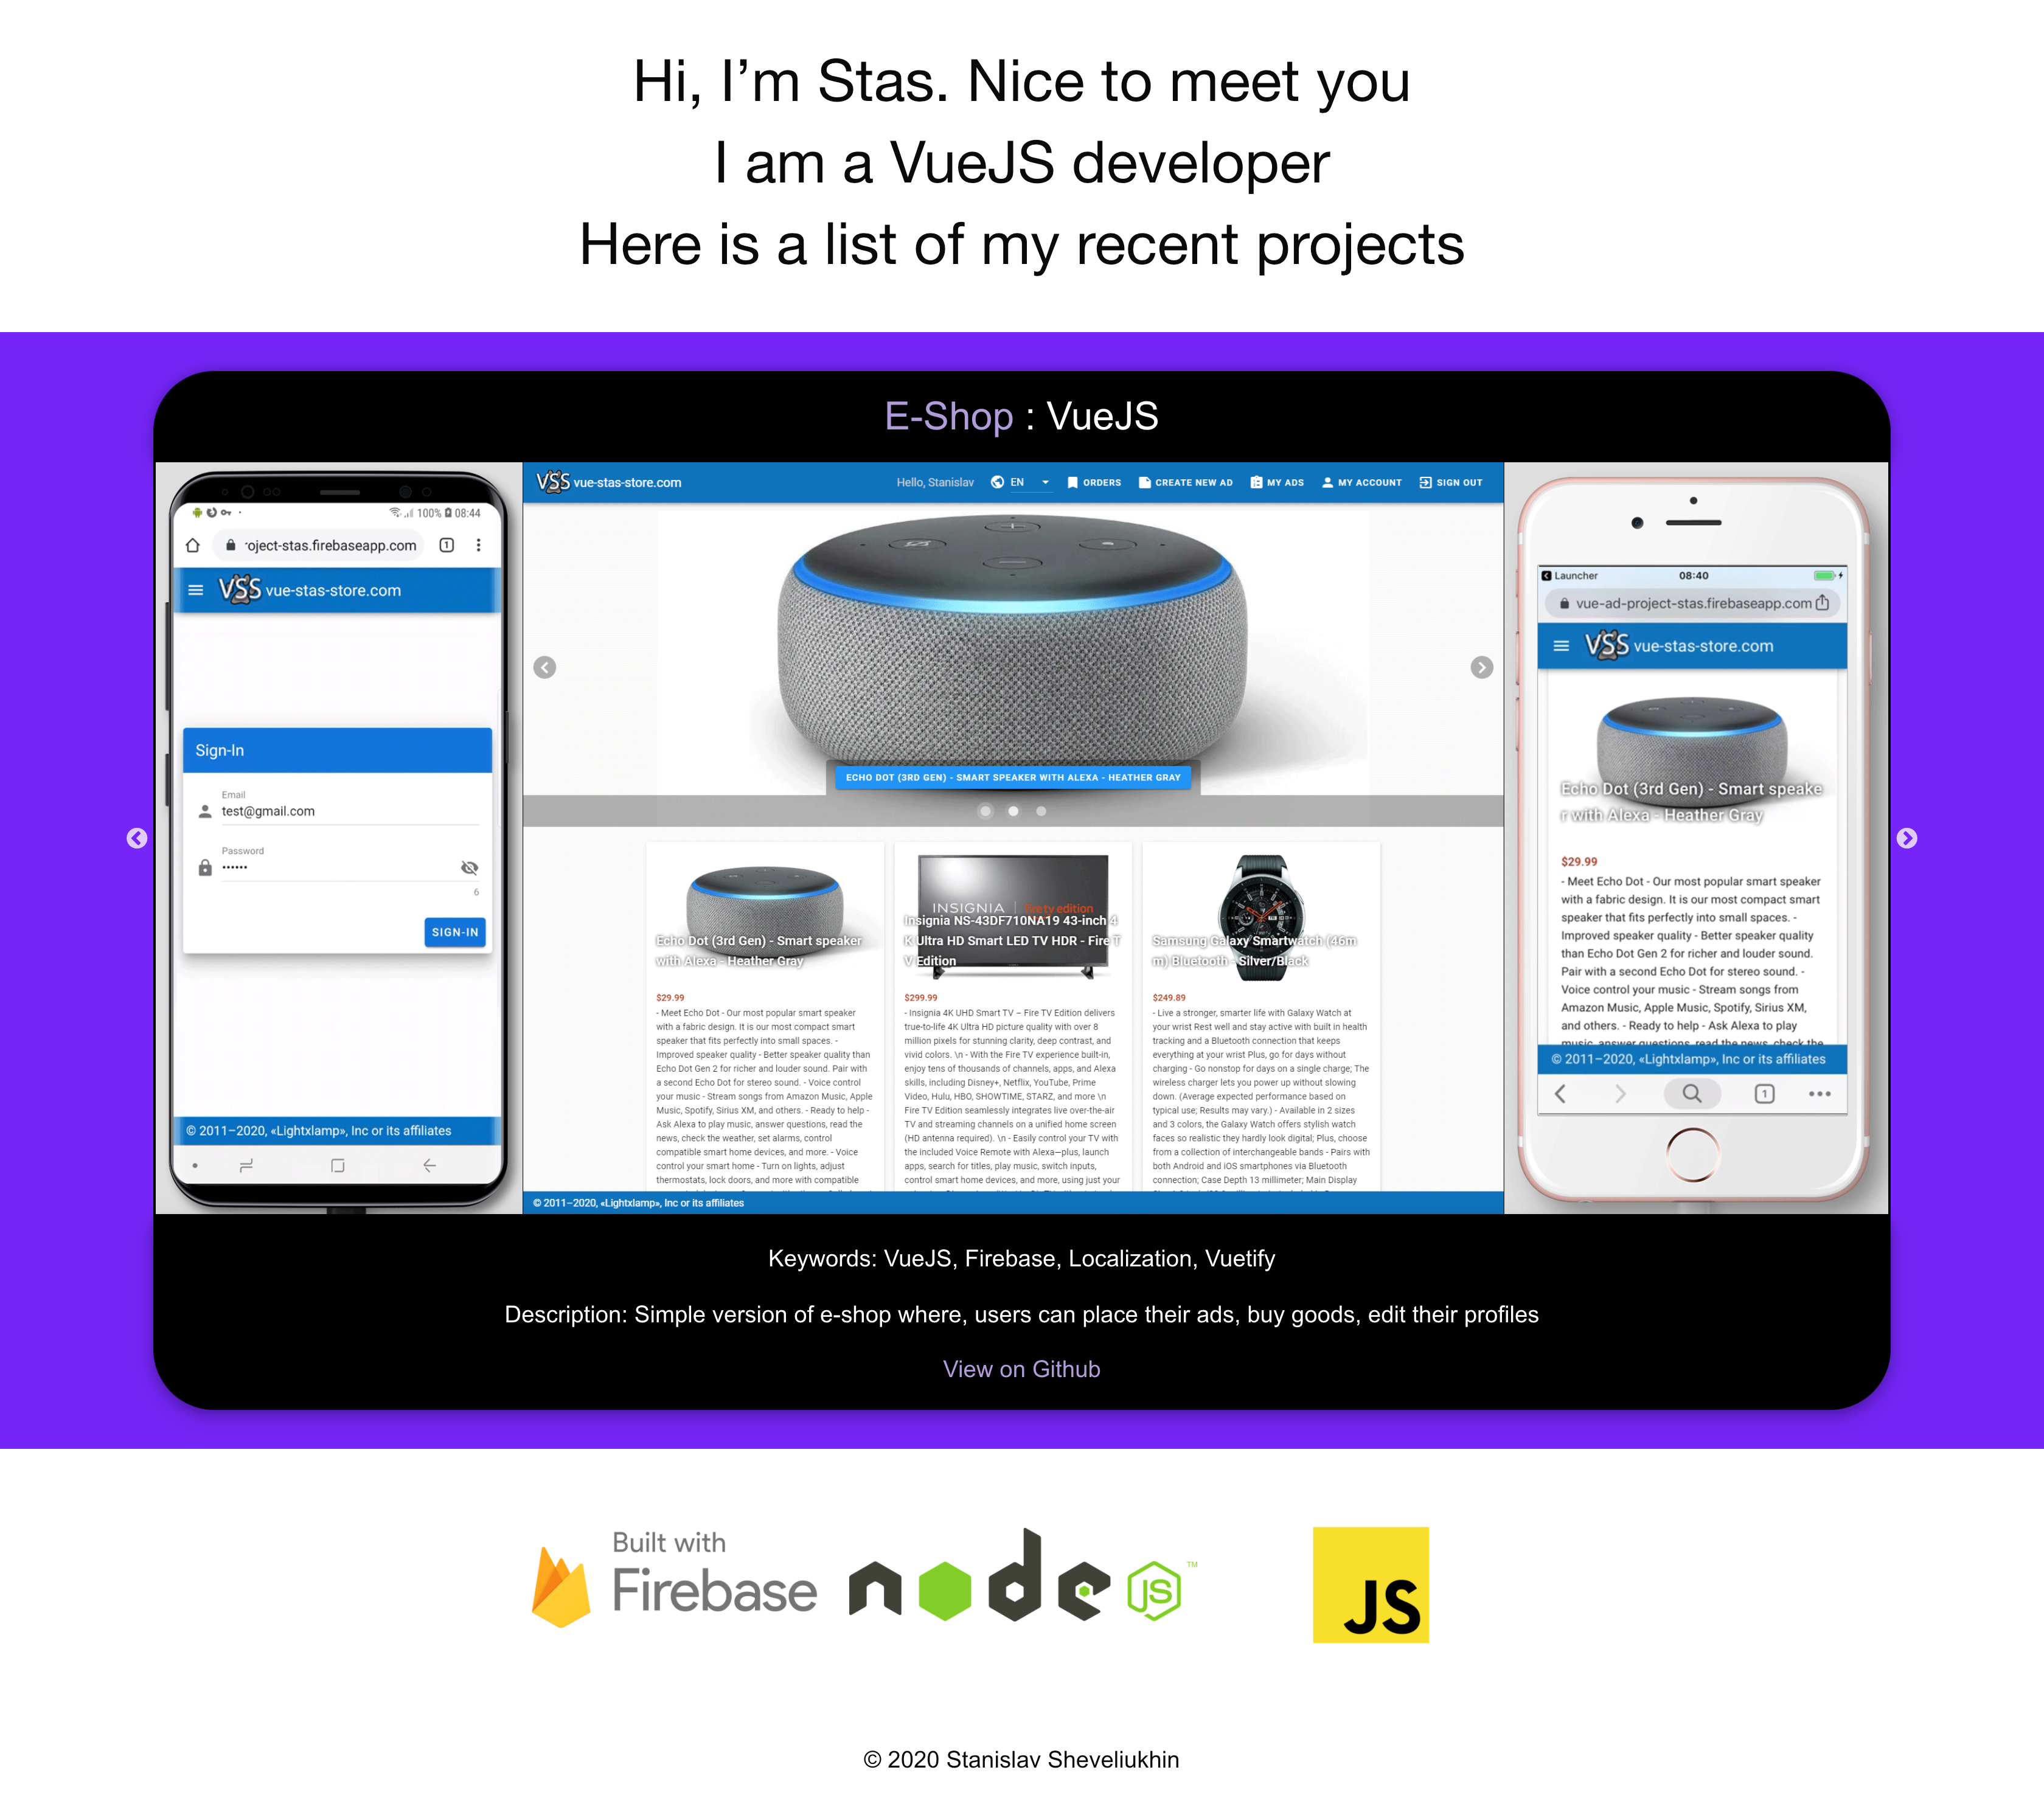 Hi, I’m Stas. Nice to meet you
I am a VueJS developer
Here is a list of my recent projects
E-Shop : VueJS
100% 08:44
roject-stas.firebaseapp.com 1
VSS vue-stas-store.com
Sign-In
Email
test@gmail.com
Password
6
SIGN-IN
© 2011–2020, «Lightxlamp», Inc or its affiliates
VSS vue-stas-store.com
Hello, Stanislav EN ORDERS CREATE NEW AD MY ADS MY ACCOUNT SIGN OUT
ECHO DOT (3RD GEN) - SMART SPEAKER WITH ALEXA - HEATHER GRAY
Echo Dot (3rd Gen) - Smart speaker
with Alexa - Heather Gray
$29.99
- Meet Echo Dot - Our most popular smart speaker
with a fabric design. It is our most compact smart
speaker that fits perfectly into small spaces. -
Improved speaker quality - Better speaker quality than
Echo Dot Gen 2 for richer and louder sound. Pair with
a second Echo Dot for stereo sound. - Voice control
your music - Stream songs from Amazon Music, Apple
Music, Spotify, Sirius XM, and others. - Ready to help -
Ask Alexa to play music, answer questions, read the
news, check the weather, set alarms, control
compatible smart home devices, and more. - Voice
control your smart home - Turn on lights, adjust
thermostats, lock doors, and more with compatible
INSIGNIA fire tv edition
Insignia NS-43DF710NA19 43-inch 4
K Ultra HD Smart LED TV HDR - Fire T
V Edition
$299.99
- Insignia 4K UHD Smart TV – Fire TV Edition delivers
true-to-life 4K Ultra HD picture quality with over 8
million pixels for stunning clarity, deep contrast, and
vivid colors. \n - With the Fire TV experience built-in,
enjoy tens of thousands of channels, apps, and Alexa
skills, including Disney+, Netflix, YouTube, Prime
Video, Hulu, HBO, SHOWTIME, STARZ, and more \n
Fire TV Edition seamlessly integrates live over-the-air
TV and streaming channels on a unified home screen
(HD antenna required). \n - Easily control your TV with
the included Voice Remote with Alexa—plus, launch
apps, search for titles, play music, switch inputs,
control smart home devices, and more, using just your
Samsung Galaxy Smartwatch (46m
m) Bluetooth - Silver/Black
$249.89
- Live a stronger, smarter life with Galaxy Watch at
your wrist Rest well and stay active with built in health
tracking and a Bluetooth connection that keeps
everything at your wrist Plus, go for days without
charging - Go nonstop for days on a single charge; The
wireless charger lets you power up without slowing
down. (Average expected performance based on
typical use; Results may vary.) - Available in 2 sizes
and 3 colors, the Galaxy Watch offers stylish watch
faces so realistic they hardly look digital; Plus, choose
from a collection of interchangeable bands - Pairs with
both Android and iOS smartphones via Bluetooth
connection; Case Depth 13 millimeter; Main Display
© 2011–2020, «Lightxlamp», Inc or its affiliates
Launcher 08:40
vue-ad-project-stas.firebaseapp.com
VSS vue-stas-store.com
Echo Dot (3rd Gen) - Smart speake
r with Alexa - Heather Gray
$29.99
- Meet Echo Dot - Our most popular smart speaker
with a fabric design. It is our most compact smart
speaker that fits perfectly into small spaces. -
Improved speaker quality - Better speaker quality
than Echo Dot Gen 2 for richer and louder sound.
Pair with a second Echo Dot for stereo sound. -
Voice control your music - Stream songs from
Amazon Music, Apple Music, Spotify, Sirius XM,
and others. - Ready to help - Ask Alexa to play
music, answer questions, read the news, check the
© 2011–2020, «Lightxlamp», Inc or its affiliates
1
Keywords: VueJS, Firebase, Localization, Vuetify
Description: Simple version of e-shop where, users can place their ads, buy goods, edit their profiles
View on Github
Built with
Firebase
node JS ™
JS
© 2020 Stanislav Sheveliukhin